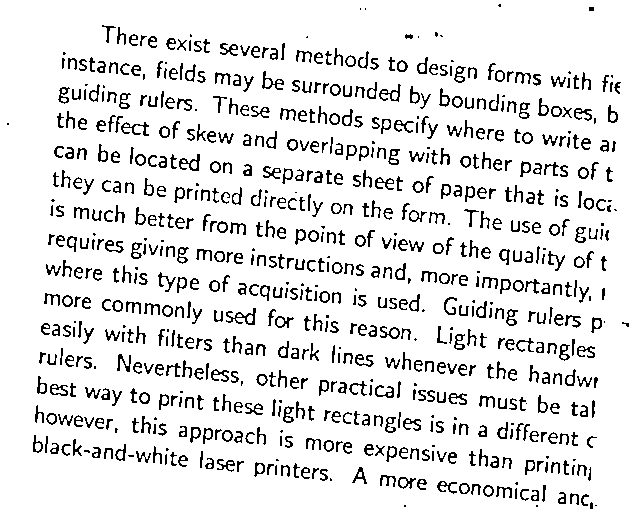 There exist several methods to design forms with fie
instance, fields may be surrounded by bounding boxes, b
guiding rulers. These methods specify where to write a
the effect of skew and overlapping with other parts of t
can be located on a separate sheet of paper that is loca
they can be printed directly on the form. The use of gui
is much better from the point of view of the quality of t
requires giving more instructions and, more importantly,
where this type of acquisition is used. Guiding rulers p
more commonly used for this reason. Light rectangles
easily with filters than dark lines whenever the handw
rulers. Nevertheless, other practical issues must be tal
best way to print these light rectangles is in a different c
however, this approach is more expensive than printin
black-and-white laser printers. A more economical and